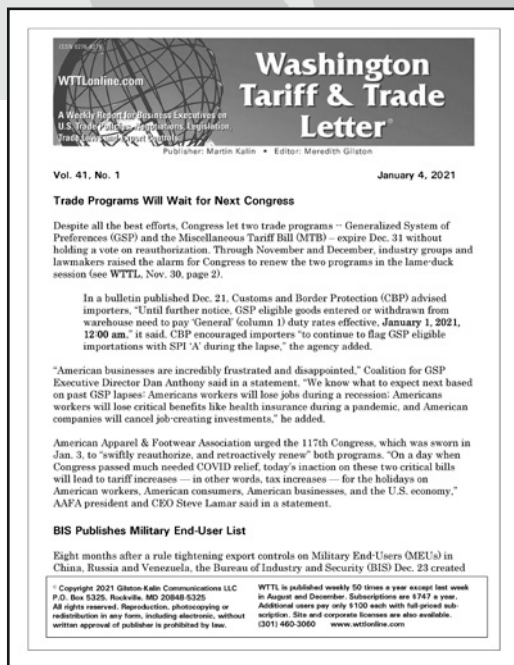 ISSN 0276-8275
WTTLonline.com
Washington
Tariff & Trade
Letter®
A Weekly Report for Business Executives on
U.S. Trade Policies, Negotiations, Legislation,
Trade Laws and Export Controls
Publisher: Martin Kalin • Editor: Meredith Gilston
Vol. 41, No. 1 January 4, 2021
Trade Programs Will Wait for Next Congress
Despite all the best efforts, Congress let two trade programs -- Generalized System of
Preferences (GSP) and the Miscellaneous Tariff Bill (MTB) – expire Dec. 31 without
holding a vote on reauthorization. Through November and December, industry groups and
lawmakers raised the alarm for Congress to renew the two programs in the lame-duck
session (see WTTL, Nov. 30, page 2).
In a bulletin published Dec. 21, Customs and Border Protection (CBP) advised
importers, “Until further notice, GSP eligible goods entered or withdrawn from
warehouse need to pay ‘General’ (column 1) duty rates effective, January 1, 2021,
12:00 am,” it said. CBP encouraged importers “to continue to flag GSP eligible
importations with SPI ‘A’ during the lapse,” the agency added.
“American businesses are incredibly frustrated and disappointed,” Coalition for GSP
Executive Director Dan Anthony said in a statement. “We know what to expect next based
on past GSP lapses: Americans workers will lose jobs during a recession; Americans
workers will lose critical benefits like health insurance during a pandemic, and American
companies will cancel job-creating investments,” he added.
American Apparel & Footwear Association urged the 117th Congress, which was sworn in
Jan. 3, to “swiftly reauthorize, and retroactively renew” both programs. “On a day when
Congress passed much needed COVID relief, today’s inaction on these two critical bills
will lead to tariff increases — in other words, tax increases — for the holidays on
American workers, American consumers, American businesses, and the U.S. economy,”
AAFA president and CEO Steve Lamar said in a statement.
BIS Publishes Military End-User List
Eight months after a rule tightening export controls on Military End-Users (MEUs) in
China, Russia and Venezuela, the Bureau of Industry and Security (BIS) Dec. 23 created
© Copyright 2021 Gilston-Kalin Communications LLC
P.O. Box 5325, Rockville, MD 20848-5325
All rights reserved. Reproduction, photocopying or
redistribution in any form, including electronic, without
written approval of publisher is prohibited by law.
WTTL is published weekly 50 times a year except last week
in August and December. Subscriptions are $747 a year.
Additional users pay only $100 each with full-priced sub-
scription. Site and corporate licenses are also available.
(301) 460-3060 www.wttlonline.com